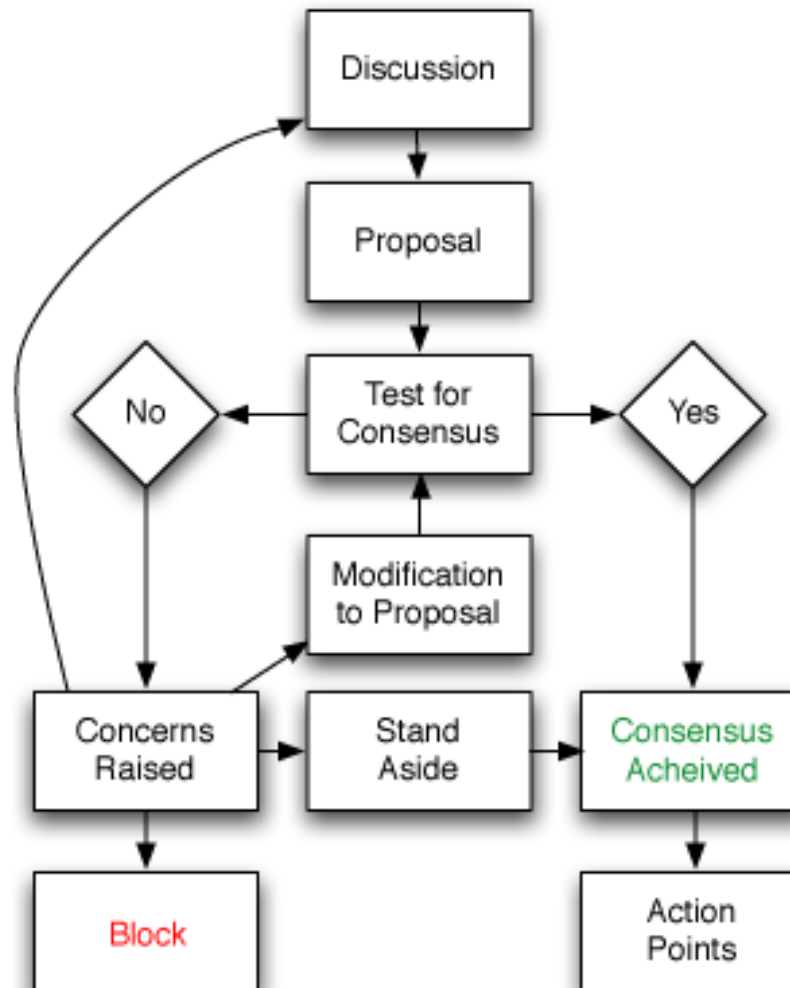 Discussion
Proposal
No
Test for
Consensus
Yes
Modification
to Proposal
Concerns
Raised
Stand
Aside
Consensus
Acheived
Block
Action
Points